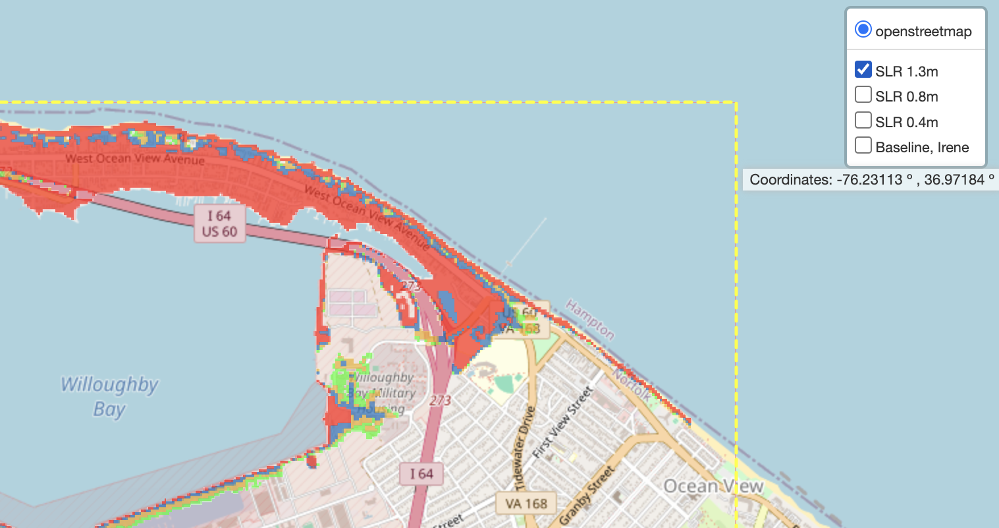 openstreetmap
SLR 1.3m
SLR 0.8m
SLR 0.4m
Baseline, Irene
Coordinates: -76.23113 ° , 36.97184 °
West Ocean View Avenue
West Ocean View Avenue
I 64
US 60
273
US 60
VA 168
Hampton
Norfolk
Willoughby
Bay
Willoughby
Bay Military
Housing
273
First View Street
Tidewater Drive
I 64
Granby Street
Ocean View
VA 168
Street